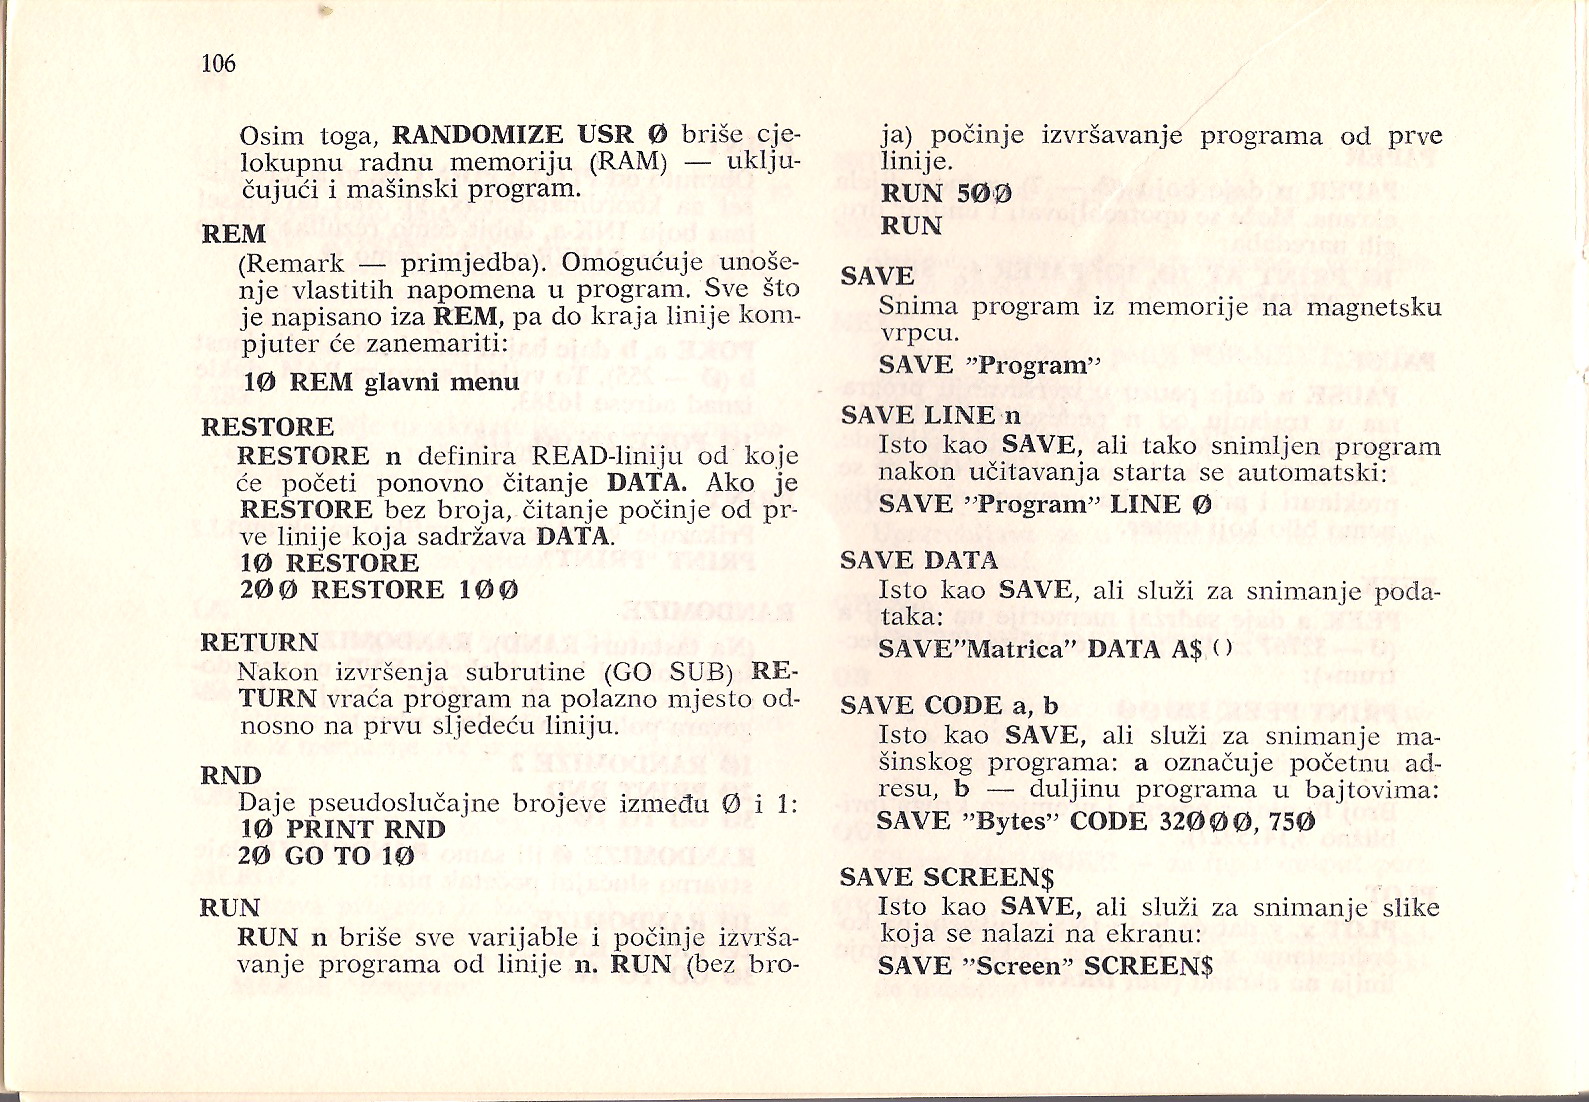 106
Osim toga, RANDOMIZE USR Ø briše cje-
lokupnu radnu memoriju (RAM) — uklju-
čujući i mašinski program.
REM
(Remark — primjedba). Omogućuje unoše-
nje vlastitih napomena u program. Sve što
je napisano iza REM, pa do kraja linije kom-
pjuter će zanemariti:
1Ø REM glavni menu
RESTORE
RESTORE n definira READ-liniju od koje
će početi ponovno čitanje DATA. Ako je
RESTORE bez broja, čitanje počinje od pr-
ve linije koja sadržava DATA.
1Ø RESTORE
2ØØ RESTORE 1ØØ
RETURN
Nakon izvršenja subrutine (GO SUB) RE-
TURN vraća program na polazno mjesto od-
nosno na prvu sljedeću liniju.
RND
Daje pseudoslučajne brojeve između Ø i 1:
1Ø PRINT RND
2Ø GO TO 1Ø
RUN
RUN n briše sve varijable i počinje izvrša-
vanje programa od linije n. RUN (bez bro-
ja) počinje izvršavanje programa od prve
linije.
RUN 5ØØ
RUN
SAVE
Snima program iz memorije na magnetsku
vrpcu.
SAVE ”Program”
SAVE LINE n
Isto kao SAVE, ali tako snimljen program
nakon učitavanja starta se automatski:
SAVE ”Program” LINE Ø
SAVE DATA
Isto kao SAVE, ali služi za snimanje poda-
taka:
SAVE”Matrica” DATA A$ ()
SAVE CODE a, b
Isto kao SAVE, ali služi za snimanje ma-
šinskog programa: a označuje početnu ad-
resu, b — duljinu programa u bajtovima:
SAVE ”Bytes” CODE 32ØØØ, 75Ø
SAVE SCREEN$
Isto kao SAVE, ali služi za snimanje slike
koja se nalazi na ekranu:
SAVE ”Screen” SCREEN$